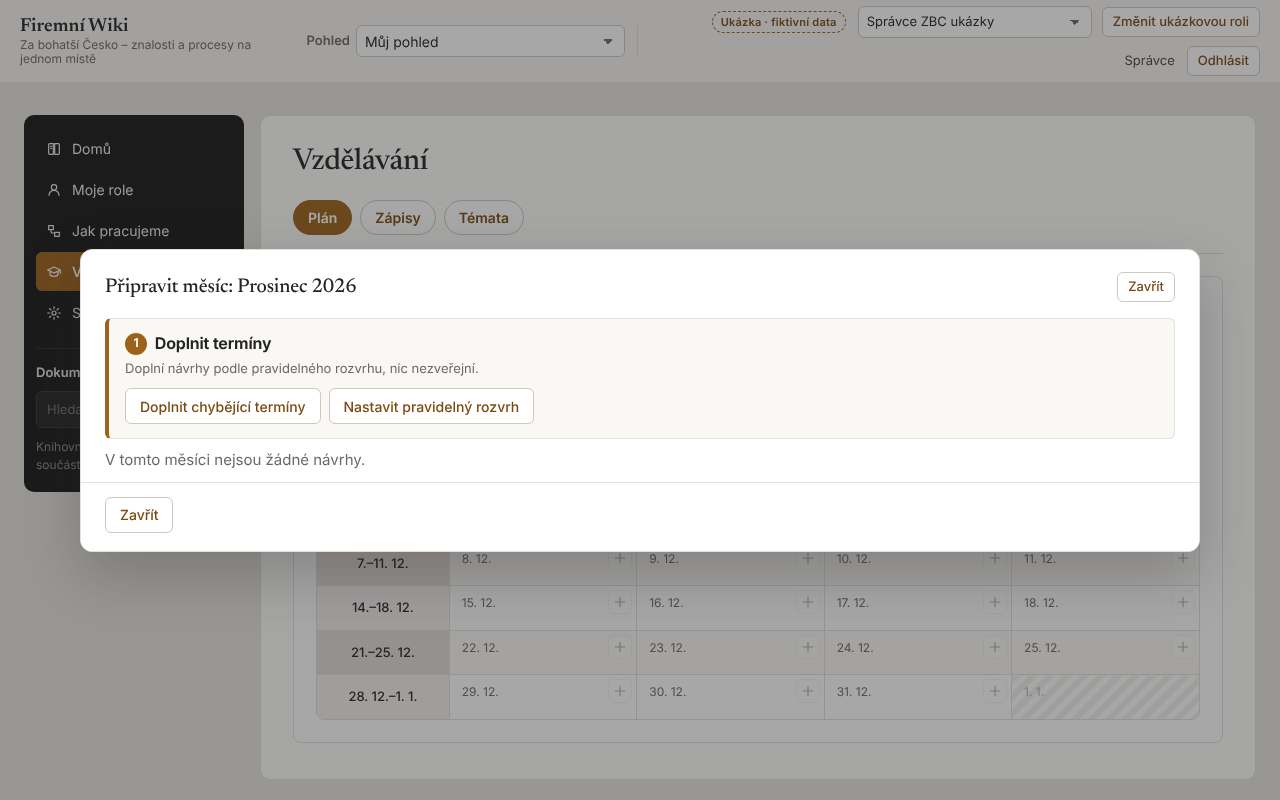 Firemní Wiki
Za bohatší Česko – znalosti a procesy na
jednom místě
Pohled
Můj pohled
Ukázka · fiktivní data
Správce ZBC ukázky
Změnit ukázkovou roli
Správce
Odhlásit
Domů
Moje role
Jak pracujeme
V
S
Dokum
Hleda
Knihovn
součást
Vzdělávání
Plán
Zápisy
Témata
Připravit měsíc: Prosinec 2026
Zavřít
1 Doplnit termíny
Doplní návrhy podle pravidelného rozvrhu, nic nezveřejní.
Doplnit chybějící termíny
Nastavit pravidelný rozvrh
V tomto měsíci nejsou žádné návrhy.
Zavřít
7.–11. 12. 8. 12. 9. 12. 10. 12. 11. 12.
14.–18. 12. 15. 12. 16. 12. 17. 12. 18. 12.
21.–25. 12. 22. 12. 23. 12. 24. 12. 25. 12.
28. 12.–1. 1. 29. 12. 30. 12. 31. 12. 1. 1.